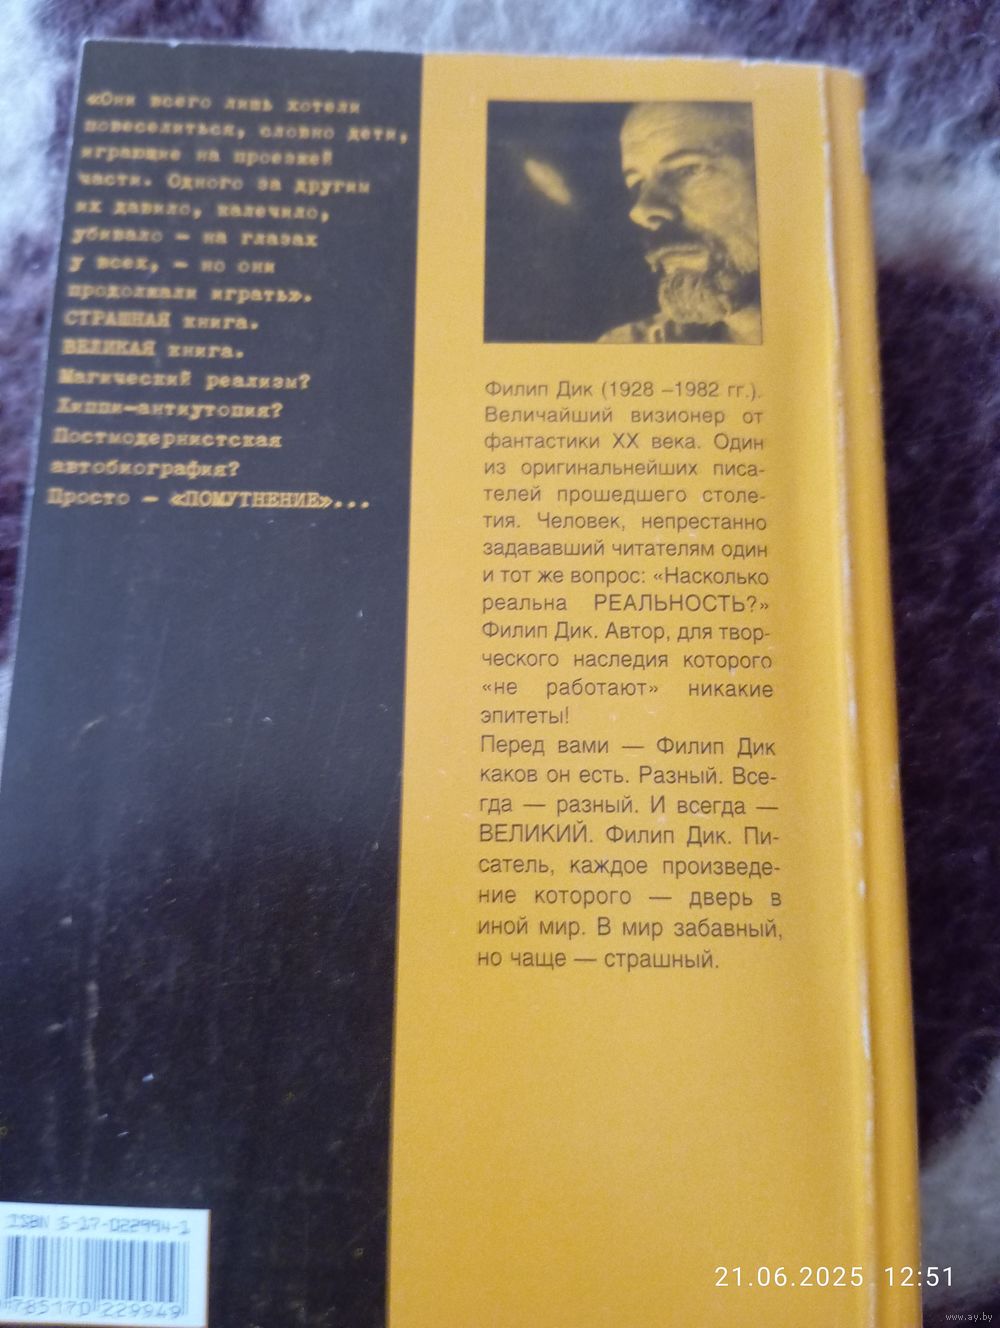 «Они всего лишь хотели
повеселиться, словно дети,
играющие на проезжей
части. Одного за другим
их давило, калечило,
убивало — на глазах
у всех, — но они
продолжали играть».
СТРАШНАЯ книга.
ВЕЛИКАЯ книга.
Магический реализм?
Хиппи-антиутопия?
Постмодернистская
автобиография?
Просто — «ПОМУТНЕНИЕ»...
Филип Дик (1928 –1982 гг.).
Величайший визионер от
фантастики XX века. Один
из оригинальнейших писа-
телей прошедшего столе-
тия. Человек, непрестанно
задававший читателям один
и тот же вопрос: «Насколько
реальна РЕАЛЬНОСТЬ?»
Филип Дик. Автор, для твор-
ческого наследия которого
«не работают» никакие
эпитеты!
Перед вами — Филип Дик
каков он есть. Разный. Все-
гда — разный. И всегда —
ВЕЛИКИЙ. Филип Дик. Пи-
сатель, каждое произведе-
ние которого — дверь в
иной мир. В мир забавный,
но чаще — страшный.
ISBN 5-17-022994-1
785170 229949
21.06.2025 12:51
www.ay.by